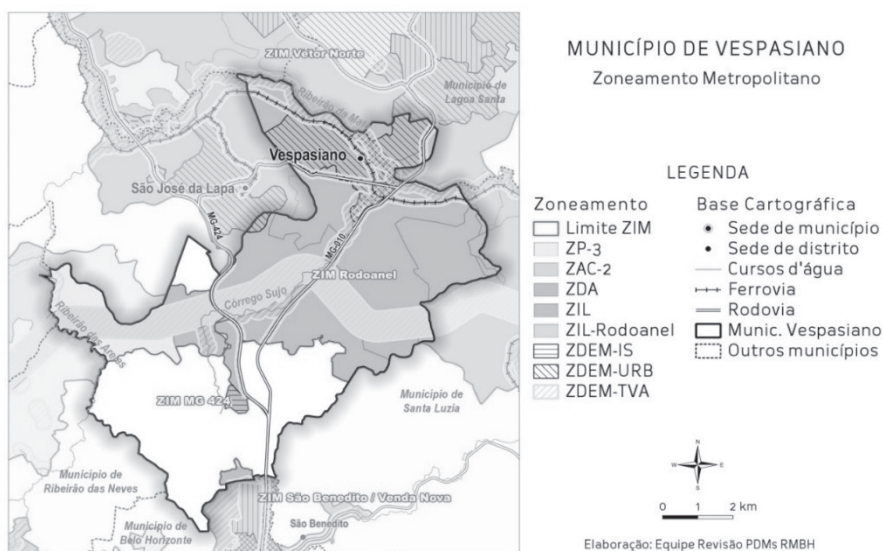 ZIM Vetor Norte
Município de
Lagoa Santa
Ribeirão da Mata
Vespasiano
São José da Lapa
MG-424
MG-010
ZIM Rodoanel
Córrego Sujo
Ribeirão das Areias
ZIM MG 424
Município de
Santa Luzia
Município de
Ribeirão das Neves
ZIM São Benedito / Venda Nova
São Benedito
Município de
Belo Horizonte
MUNICÍPIO DE VESPASIANO
Zoneamento Metropolitano
LEGENDA
Zoneamento
Limite ZIM
ZP-3
ZAC-2
ZDA
ZIL
ZIL-Rodoanel
ZDEM-IS
ZDEM-URB
ZDEM-TVA
Base Cartográfica
Sede de município
Sede de distrito
Cursos d'água
Ferrovia
Rodovia
Munic. Vespasiano
Outros municípios
N
W E
S
0 1 2 km
Elaboração: Equipe Revisão PDMs RMBH